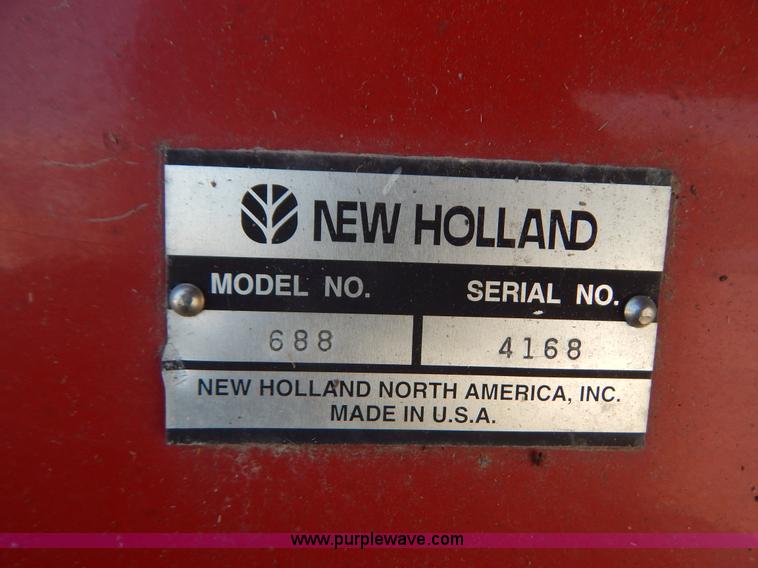 NEW HOLLAND
MODEL NO. SERIAL NO.
688 4168
NEW HOLLAND NORTH AMERICA, INC.
MADE IN U.S.A.
www.purplewave.com